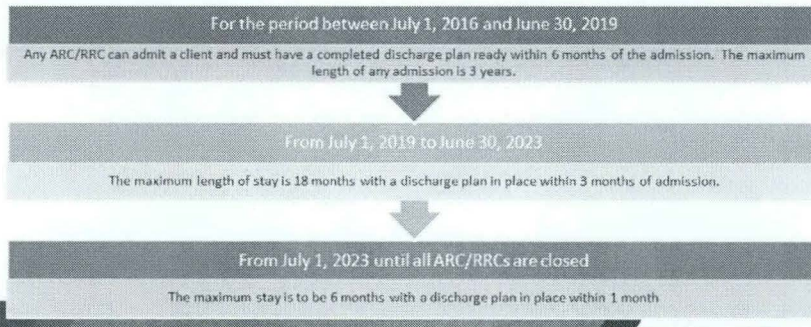 For the period between July 1, 2016 and June 30, 2019
Any ARC/RRC can admit a client and must have a completed discharge plan ready within 6 months of the admission. The maximum
length of any admission is 3 years.
From July 1, 2019 to June 30, 2023
The maximum length of stay is 18 months with a discharge plan in place within 3 months of admission.
From July 1, 2023 until all ARC/RRCs are closed
The maximum stay is to be 6 months with a discharge plan in place within 1 month